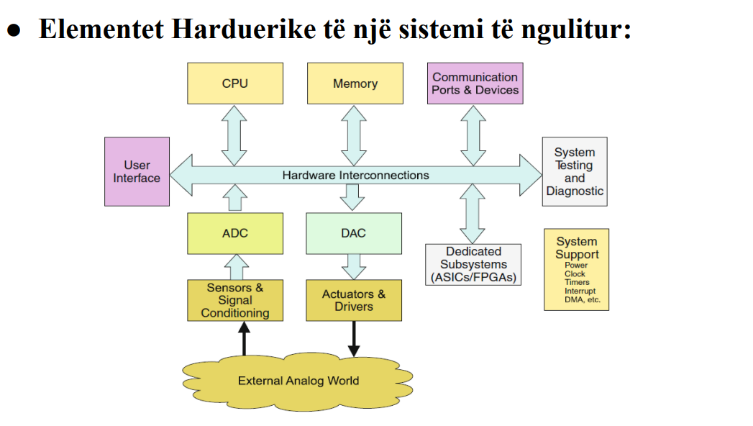 ● Elementet Harduerike të një sistemi të ngulitur:
CPU
Memory
Communication
Ports & Devices
User
Interface
Hardware Interconnections
System
Testing
and
Diagnostic
ADC
DAC
Dedicated
Subsystems
(ASICs/FPGAs)
System
Support
Power
Clock
Timers
Interrupt
DMA, etc.
Sensors &
Signal
Conditioning
Actuators &
Drivers
External Analog World